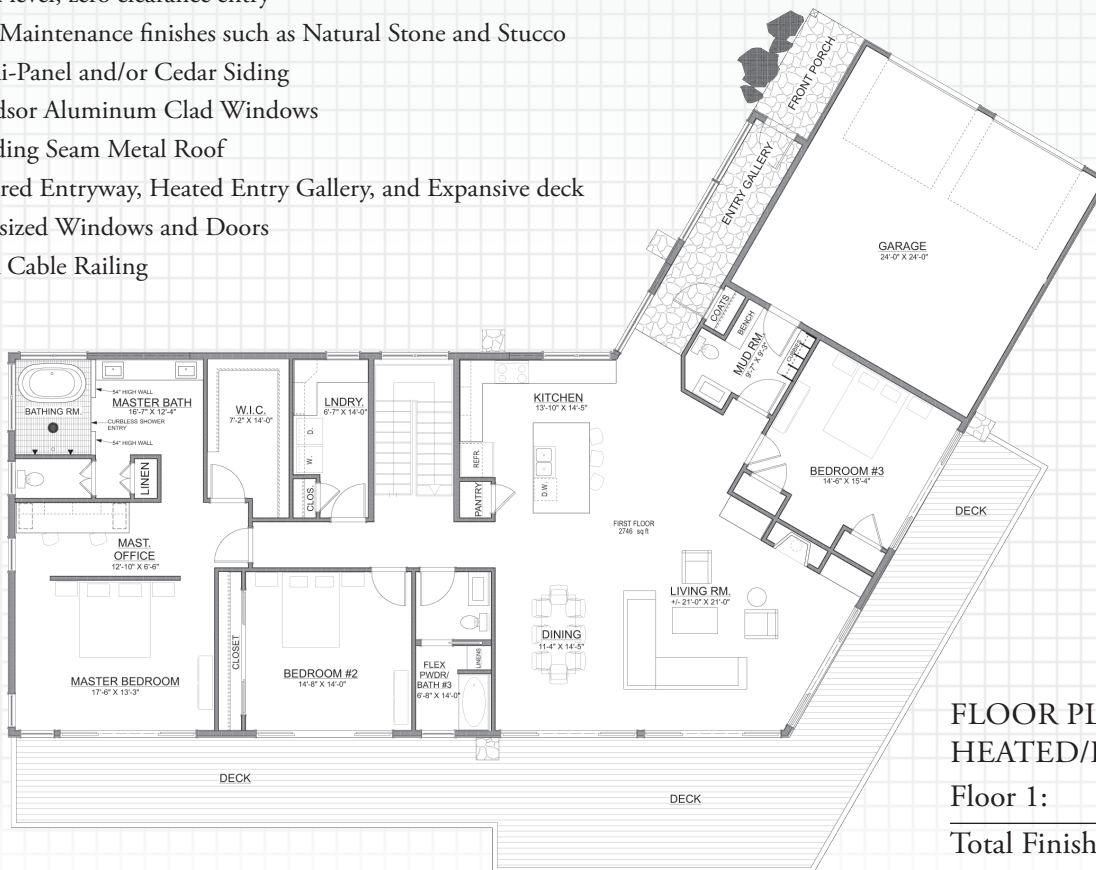 level, zero clearance entry
Maintenance finishes such as Natural Stone and Stucco
i-Panel and/or Cedar Siding
dsor Aluminum Clad Windows
ding Seam Metal Roof
red Entryway, Heated Entry Gallery, and Expansive deck
sized Windows and Doors
Cable Railing
FRONT PORCH
ENTRY GALLERY
GARAGE
24'-0" X 24'-0"
COATS
BENCH
MUD RM.
9'-7" X 9'-3"
BATHING RM.
54" HIGH WALL
MASTER BATH
16'-7" X 12'-4"
CURBLESS SHOWER
ENTRY
54" HIGH WALL
LINEN
W.I.C.
7'-2" X 14'-0"
LNDRY.
6'-7" X 14'-0"
D.
W.
CLOS.
KITCHEN
13'-10" X 14'-5"
REFR.
D.W.
PANTRY
BEDROOM #3
14'-6" X 15'-4"
DECK
FIRST FLOOR
2746 sq ft
MAST.
OFFICE
12'-10" X 6'-6"
LIVING RM.
+/- 21'-0" X 21'-0"
DINING
11'-4" X 14'-5"
MASTER BEDROOM
17'-6" X 13'-3"
CLOSET
BEDROOM #2
14'-8" X 14'-0"
FLEX
PWDR/
BATH #3
6'-8" X 14'-0"
LINENS
DECK
DECK
FLOOR PL
HEATED/
Floor 1:
Total Finish